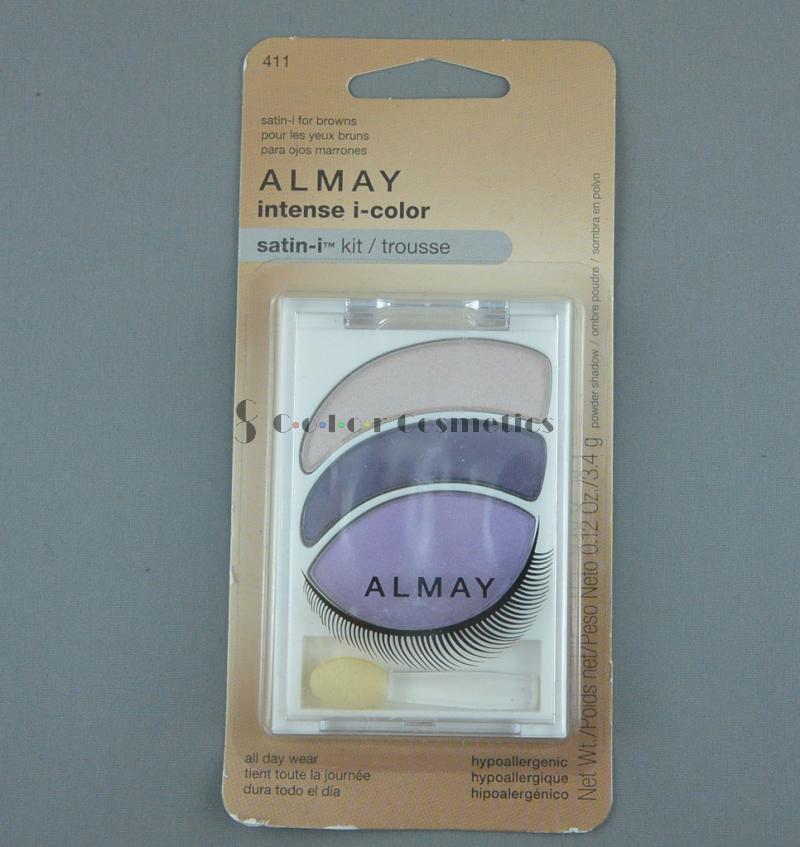 411
satin-i for browns
pour les yeux bruns
para ojos marrones
ALMAY
intense i-color
satin-i™ kit / trousse
8 Color Cosmetics
ALMAY
all day wear
tient toute la journée
dura todo el día
hypoallergenic
hypoallergique
hipoalergénico
Net Wt./Poids net/Peso Neto 0.12 Oz./3.4 g powder shadow / ombre poudre / sombra en polvo